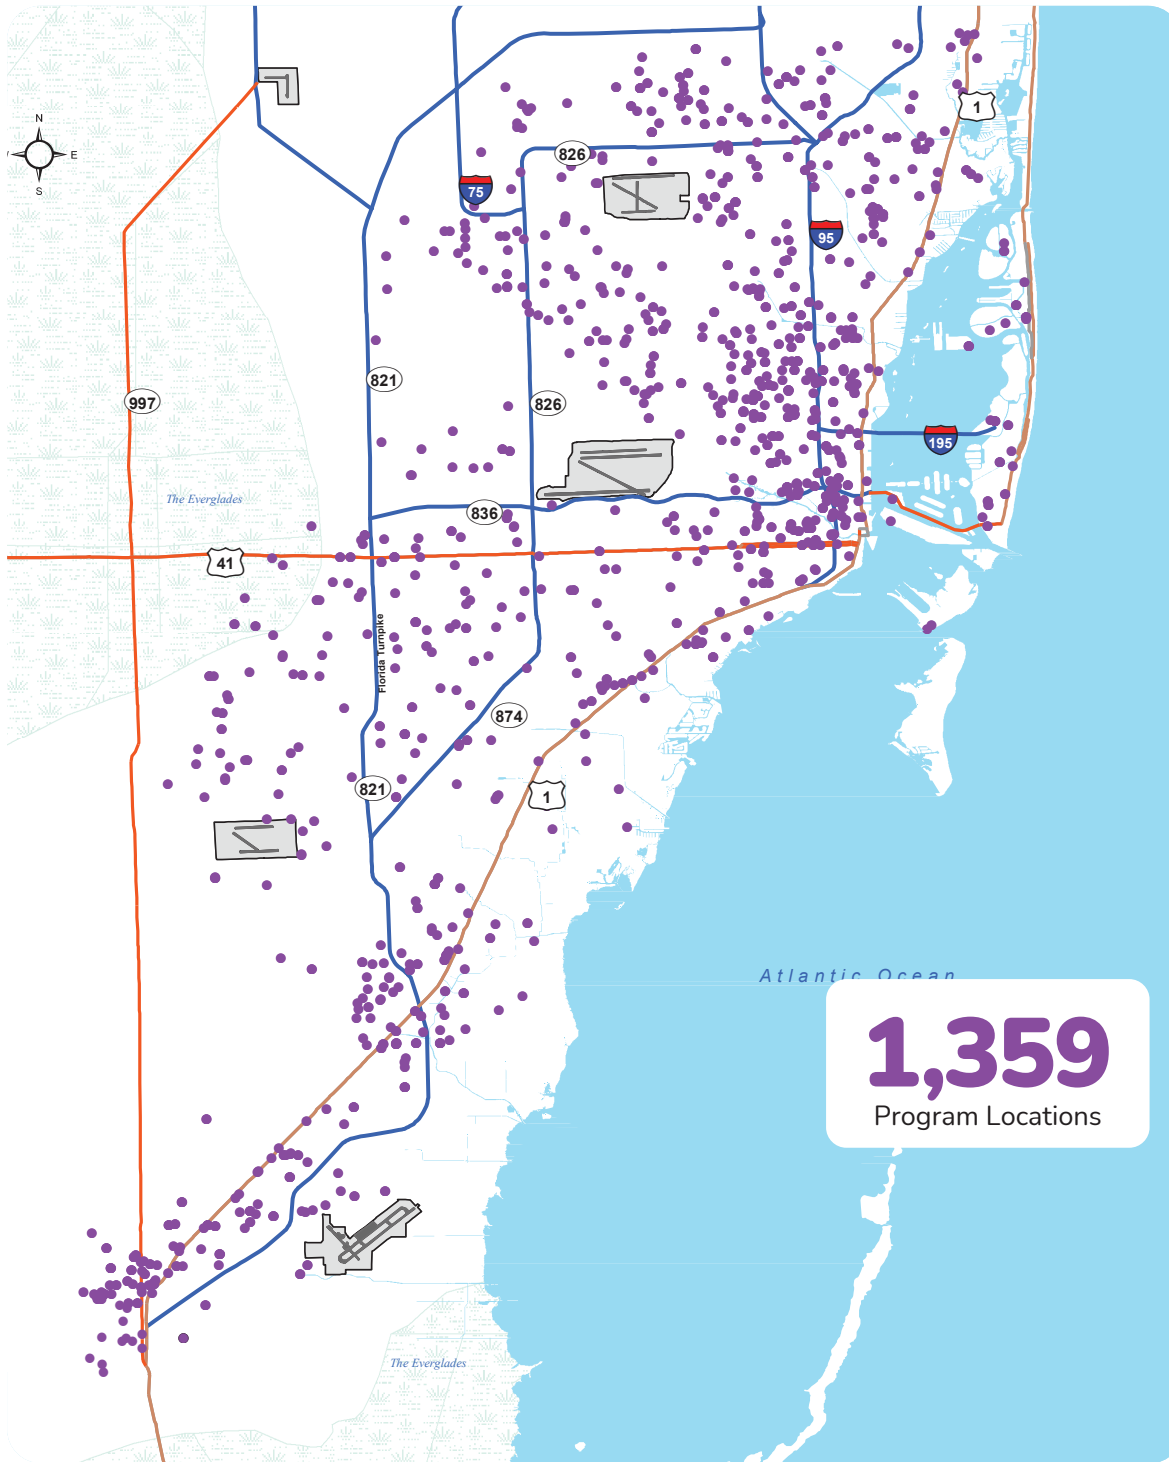 1
N
E
S
826
75
95
821
997
826
195
The Everglades
836
41
Florida Turnpike
874
821
1
Atlantic Ocean
1,359
Program Locations
The Everglades